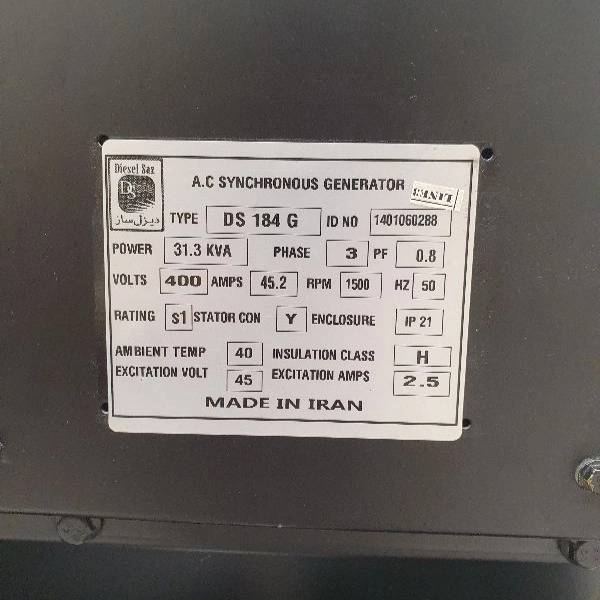 Diesel Saz
DS
دیزل ساز
A.C SYNCHRONOUS GENERATOR
TYPE DS 184 G ID NO 1401060288
POWER 31.3 KVA PHASE 3 PF 0.8
VOLTS 400 AMPS 45.2 RPM 1500 HZ 50
RATING S1 STATOR CON Y ENCLOSURE IP 21
AMBIENT TEMP 40 INSULATION CLASS H
EXCITATION VOLT 45 EXCITATION AMPS 2.5
MADE IN IRAN